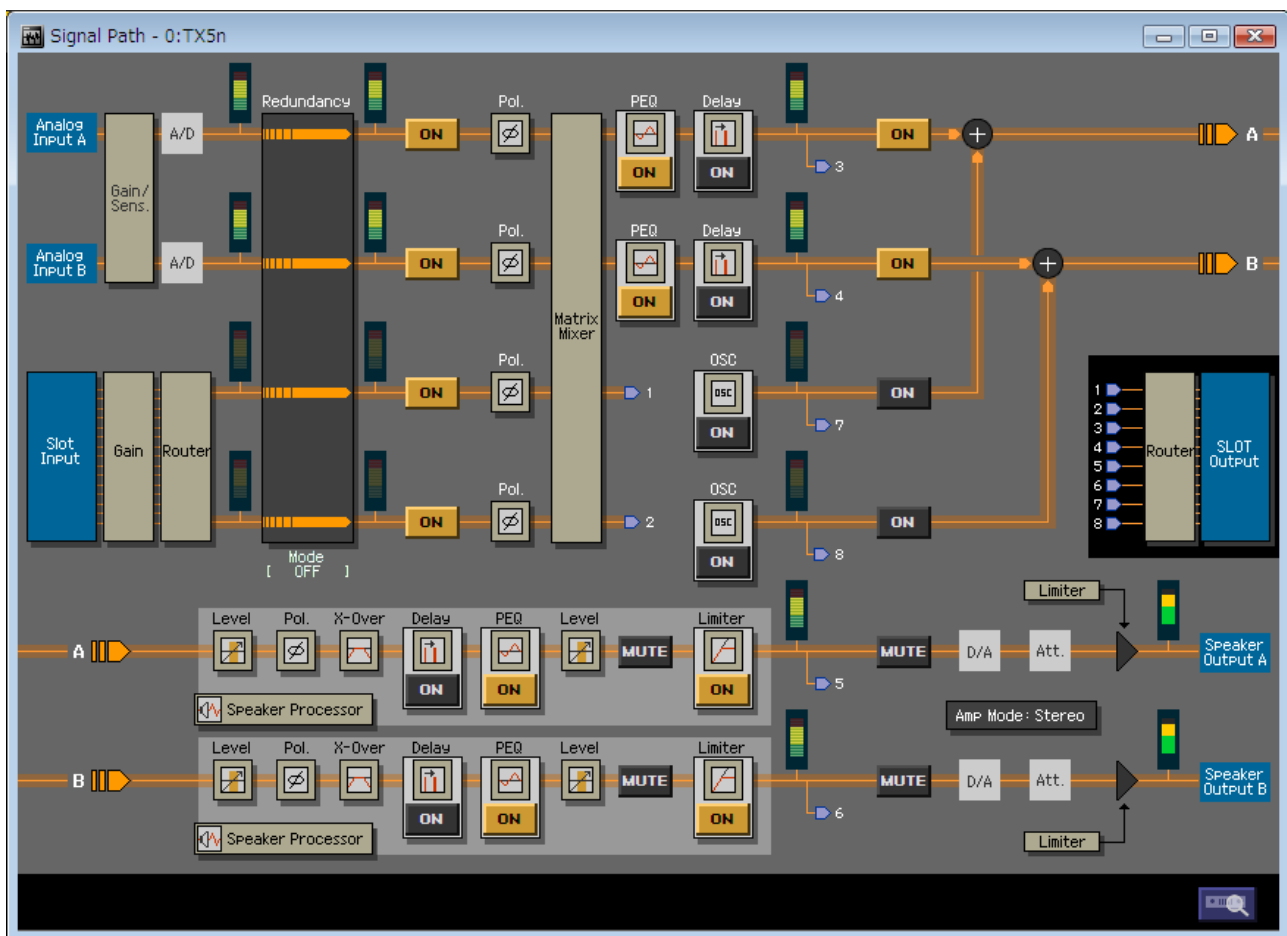 Signal Path - 0:TX5n
Redundancy
Pol.
PEQ
Delay
Analog
Input A
A/D
ON
ON
ON
ON
3
A
Gain/
Sens.
Pol.
PEQ
Delay
Analog
Input B
A/D
ON
ON
ON
ON
4
B
Matrix
Mixer
Pol.
OSC
ON
1
OSC
ON
ON
7
Slot
Input
Gain
Router
Pol.
OSC
ON
2
OSC
ON
ON
8
Mode
[ OFF ]
1
2
3
4
5
6
7
8
Router
SLOT
Output
Level
Pol.
X-Over
Delay
PEQ
Level
Limiter
Limiter
A
MUTE
MUTE
D/A
Att.
Speaker
Output A
ON
ON
ON
5
Speaker Processor
Amp Mode: Stereo
Level
Pol.
X-Over
Delay
PEQ
Level
Limiter
B
MUTE
MUTE
D/A
Att.
Speaker
Output B
ON
ON
ON
6
Speaker Processor
Limiter